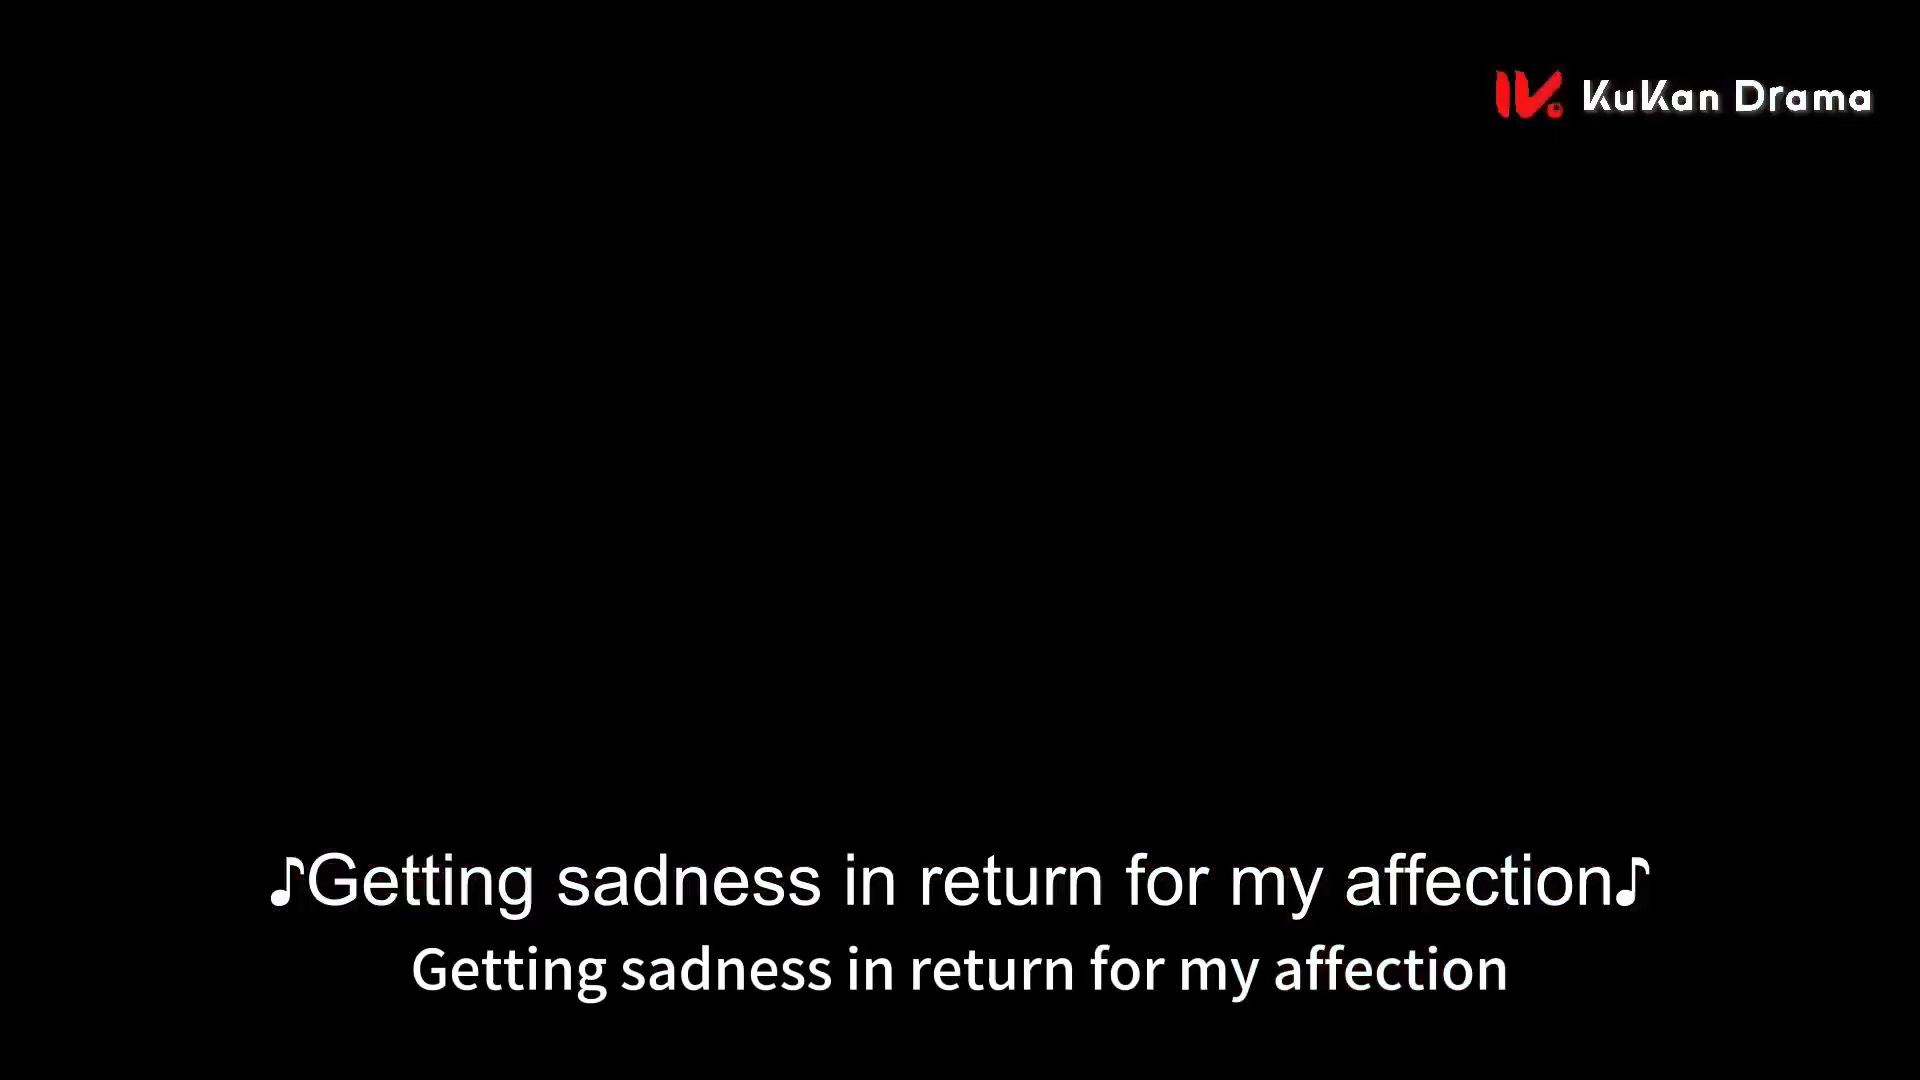 KuKan Drama
♪Getting sadness in return for my affection♪
Getting sadness in return for my affection